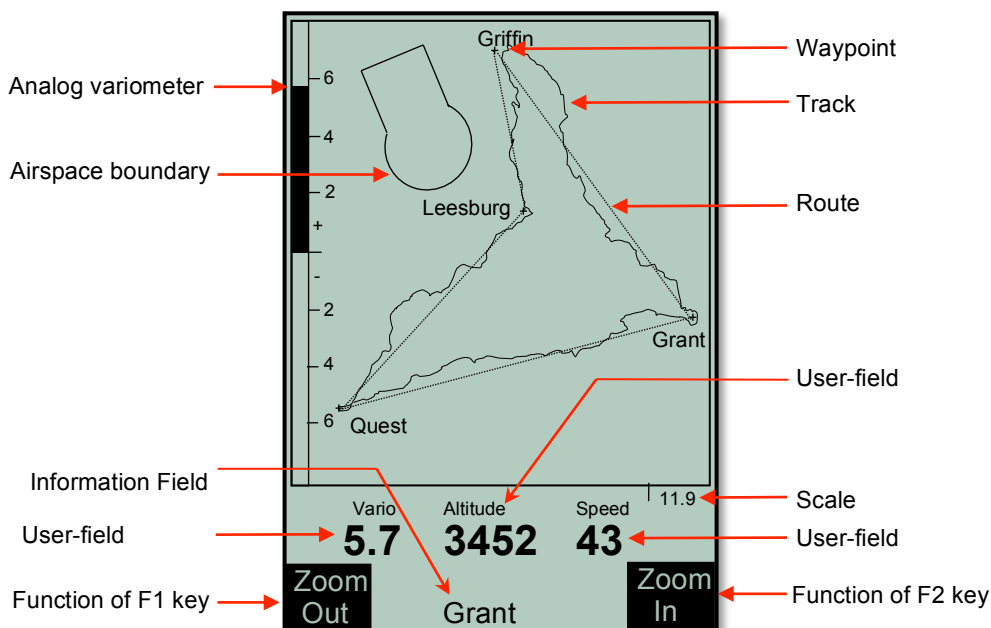 Griffin
Waypoint
6
Analog variometer
Track
4
Airspace boundary
2
Leesburg
Route
+
-
2
Grant
4
User-field
6
Quest
Information Field
11.9
Scale
Vario
Altitude
Speed
User-field
5.7
3452
43
User-field
Zoom
Out
Zoom
In
Function of F1 key
Grant
Function of F2 key